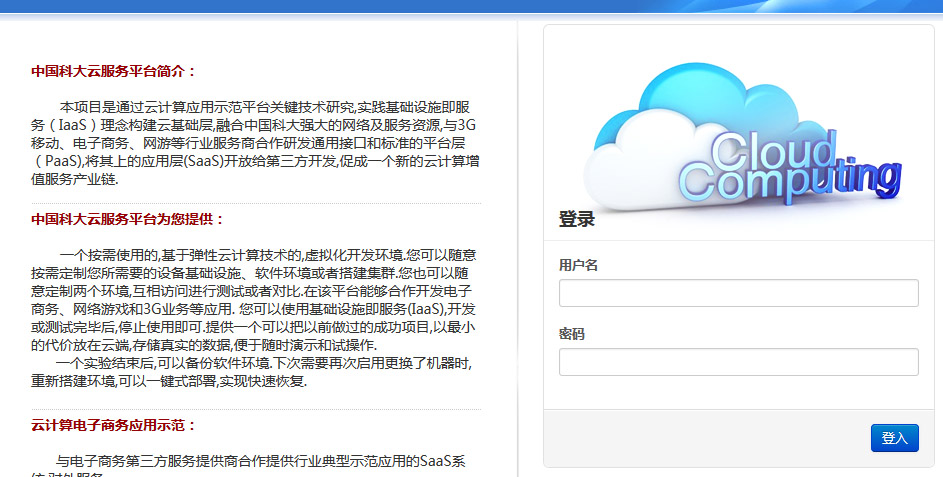 中国科大云服务平台简介：
本项目是通过云计算应用示范平台关键技术研究,实践基础设施即服
务（IaaS）理念构建云基础层,融合中国科大强大的网络及服务资源,与3G
移动、电子商务、网游等行业服务商合作研发通用接口和标准的平台层
（PaaS),将其上的应用层(SaaS)开放给第三方开发,促成一个新的云计算增
值服务产业链.
中国科大云服务平台为您提供：
一个按需使用的,基于弹性云计算技术的,虚拟化开发环境.您可以随意
按需定制您所需要的设备基础设施、软件环境或者搭建集群.您也可以随
意定制两个环境,互相访问进行测试或者对比.在该平台能够合作开发电子
商务、网络游戏和3G业务等应用. 您可以使用基础设施即服务(IaaS),开发
或测试完毕后,停止使用即可.提供一个可以把以前做过的成功项目,以最小
的代价放在云端,存储真实的数据,便于随时演示和试操作.
一个实验结束后,可以备份软件环境.下次需要再次启用更换了机器时,
重新搭建环境,可以一键式部署,实现快速恢复.
云计算电子商务应用示范：
与电子商务第三方服务提供商合作提供行业典型示范应用的SaaS系
Cloud
Computing
登录
用户名
密码
登入